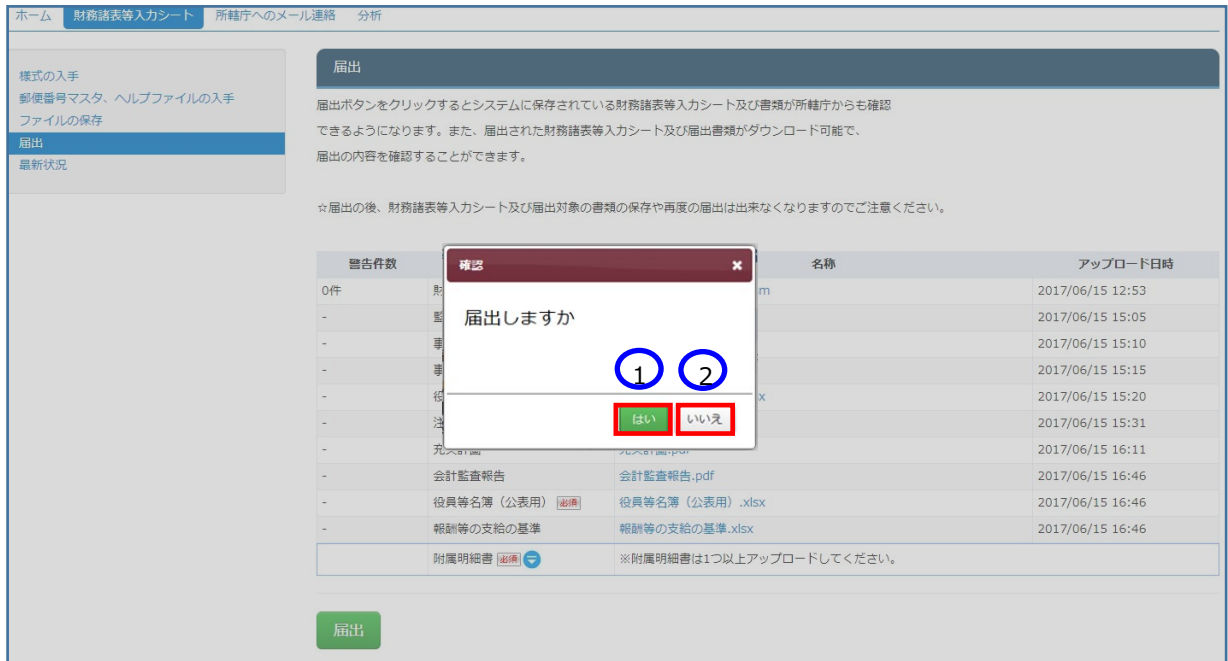 ホーム 財務諸表等入力シート 所轄庁へのメール連絡 分析
様式の入手
郵便番号マスタ、ヘルプファイルの入手
ファイルの保存
届出
最新状況
届出
届出ボタンをクリックするとシステムに保存されている財務諸表等入力シート及び書類が所轄庁からも確認
できるようになります。また、届出された財務諸表等入力シート及び届出書類がダウンロード可能で、
届出の内容を確認することができます。
☆届出の後、財務諸表等入力シート及び届出対象の書類の保存や再度の届出は出来なくなりますのでご注意ください。
警告件数 名称 アップロード日時
0件 財 m 2017/06/15 12:53
- 監 2017/06/15 15:05
- 事 2017/06/15 15:10
- 事 2017/06/15 15:15
- 役 x 2017/06/15 15:20
- 注 2017/06/15 15:31
- 充実計画 充実計画.pdf 2017/06/15 16:11
- 会計監査報告 会計監査報告.pdf 2017/06/15 16:46
- 役員等名簿（公表用） 必須 役員等名簿（公表用）.xlsx 2017/06/15 16:46
- 報酬等の支給の基準 報酬等の支給の基準.xlsx 2017/06/15 16:46
附属明細書 必須 ※附属明細書は1つ以上アップロードしてください。
確認 ×
届出しますか
1 2
はい いいえ
届出